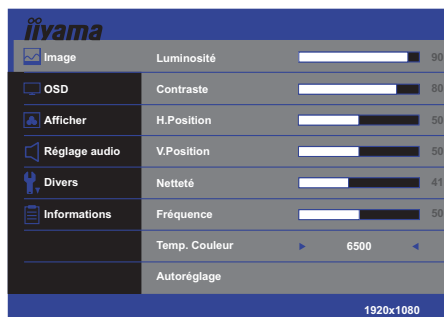 iiyama
Image Luminosité 90
OSD Contraste 80
Afficher H.Position 50
Réglage audio V.Position 50
Divers Netteté 41
Informations Fréquence 50
Temp. Couleur 6500
Autoréglage
1920x1080